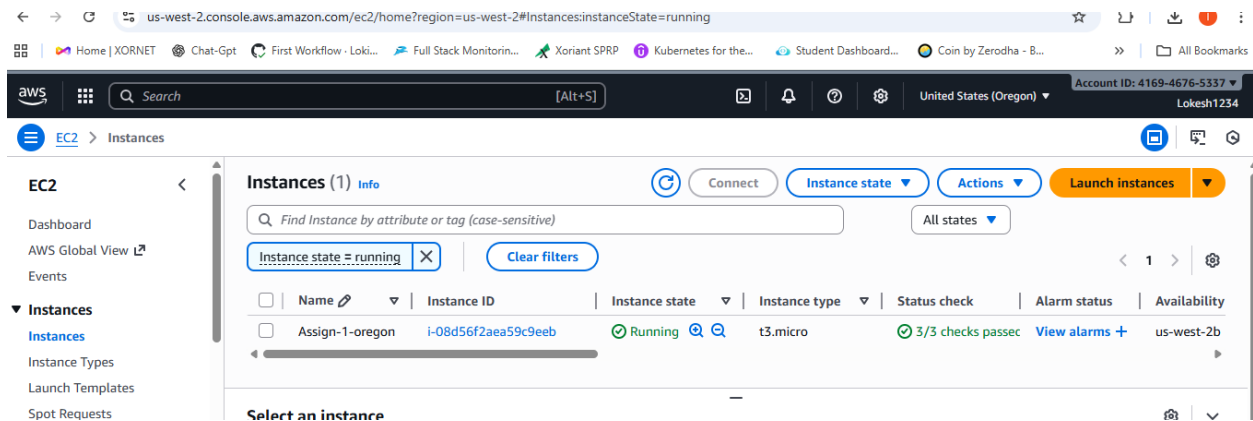 us-west-2.console.aws.amazon.com/ec2/home?region=us-west-2#Instances:instanceState=running
Home | XORNET Chat-Gpt First Workflow · Loki... Full Stack Monitorin... Xoriant SPRP Kubernetes for the... Student Dashboard... Coin by Zerodha - B... » All Bookmarks
aws Search [Alt+S] United States (Oregon) Account ID: 4169-4676-5337
Lokesh1234
EC2 > Instances
EC2
Dashboard
AWS Global View
Events
Instances
Instances
Instance Types
Launch Templates
Spot Requests
Instances (1) Info Connect Instance state Actions Launch instances
Find Instance by attribute or tag (case-sensitive) All states
Instance state = running Clear filters 1
Name Instance ID Instance state Instance type Status check Alarm status Availability
Assign-1-oregon i-08d56f2aea59c9eeb Running t3.micro 3/3 checks passec View alarms + us-west-2b
Select an instance